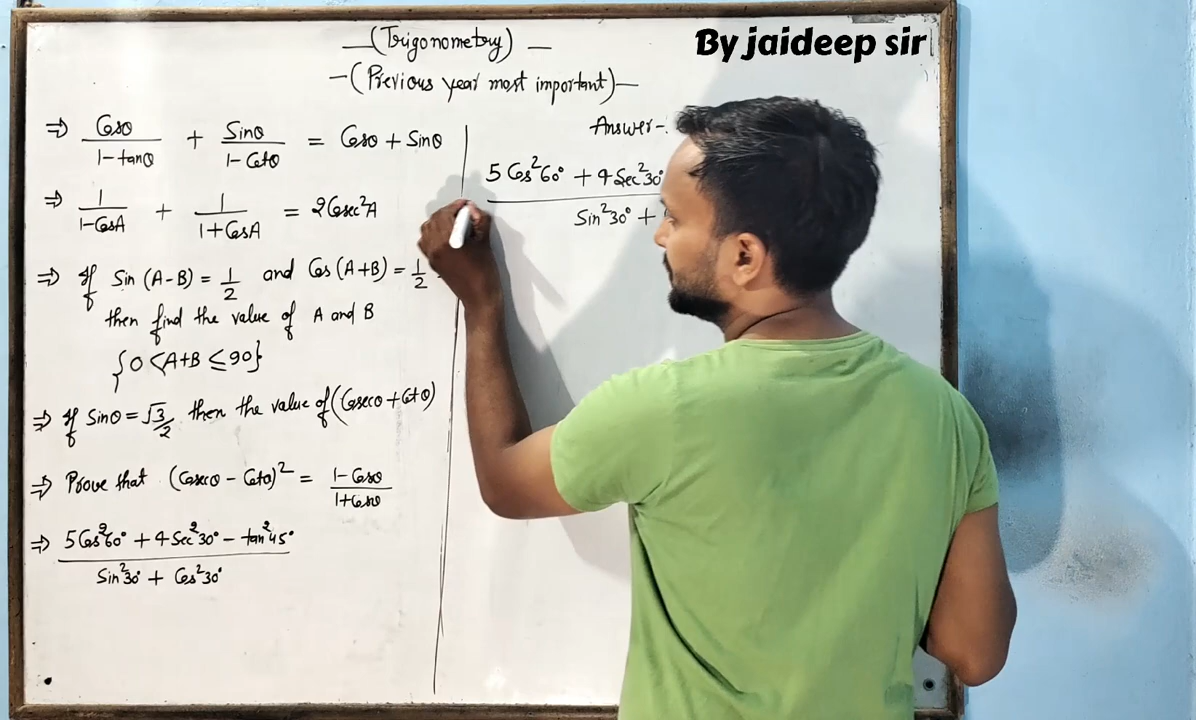 By jaideep sir
—(Trigonometry)—
—(Previous year most important)—
⇒ Cosθ/1-tanθ + Sinθ/1-Cotθ = Cosθ + Sinθ
⇒ 1/1-CosA + 1/1+CosA = 2Cosec²A
⇒ If Sin (A-B) = 1/2 and Cos (A+B) = 1/2
then find the value of A and B
{0 < A+B ≤ 90}
⇒ If Sinθ = √3/2 then the value of (Cosecθ + Cotθ)
⇒ Prove that (Cosecθ - Cotθ)² = 1-Cosθ/1+Cosθ
⇒ 5Cos²60° + 4Sec²30° - tan²45°
Sin²30° + Cos²30°
Answer-:
5Cos²60° + 4Sec²30°
Sin²30° +